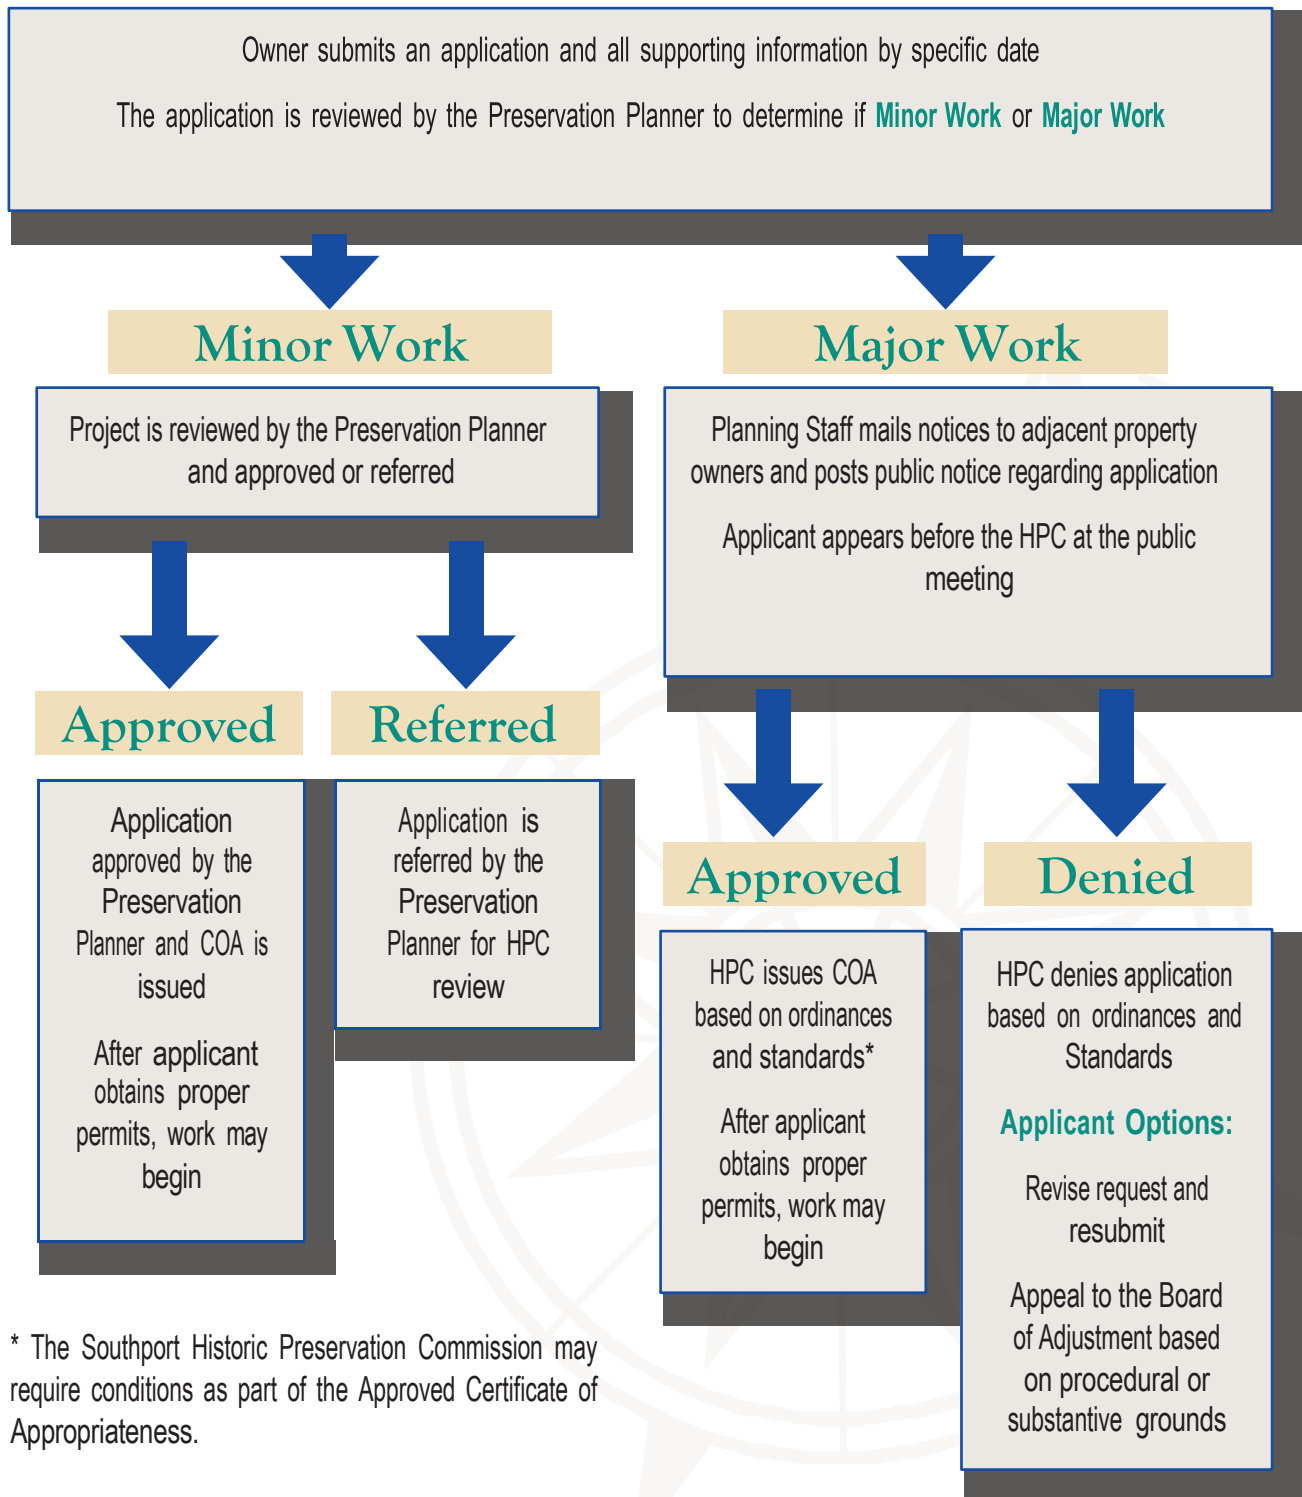 Owner submits an application and all supporting information by specific date
The application is reviewed by the Preservation Planner to determine if Minor Work or Major Work
Minor Work
Project is reviewed by the Preservation Planner
and approved or referred
Approved
Application
approved by the
Preservation
Planner and COA is
issued
After applicant
obtains proper
permits, work may
begin
Referred
Application is
referred by the
Preservation
Planner for HPC
review
Major Work
Planning Staff mails notices to adjacent property
owners and posts public notice regarding application
Applicant appears before the HPC at the public
meeting
Approved
HPC issues COA
based on ordinances
and standards*
After applicant
obtains proper
permits, work may
begin
Denied
HPC denies application
based on ordinances and
Standards
Applicant Options:
Revise request and
resubmit
Appeal to the Board
of Adjustment based
on procedural or
substantive grounds
* The Southport Historic Preservation Commission may
require conditions as part of the Approved Certificate of
Appropriateness.